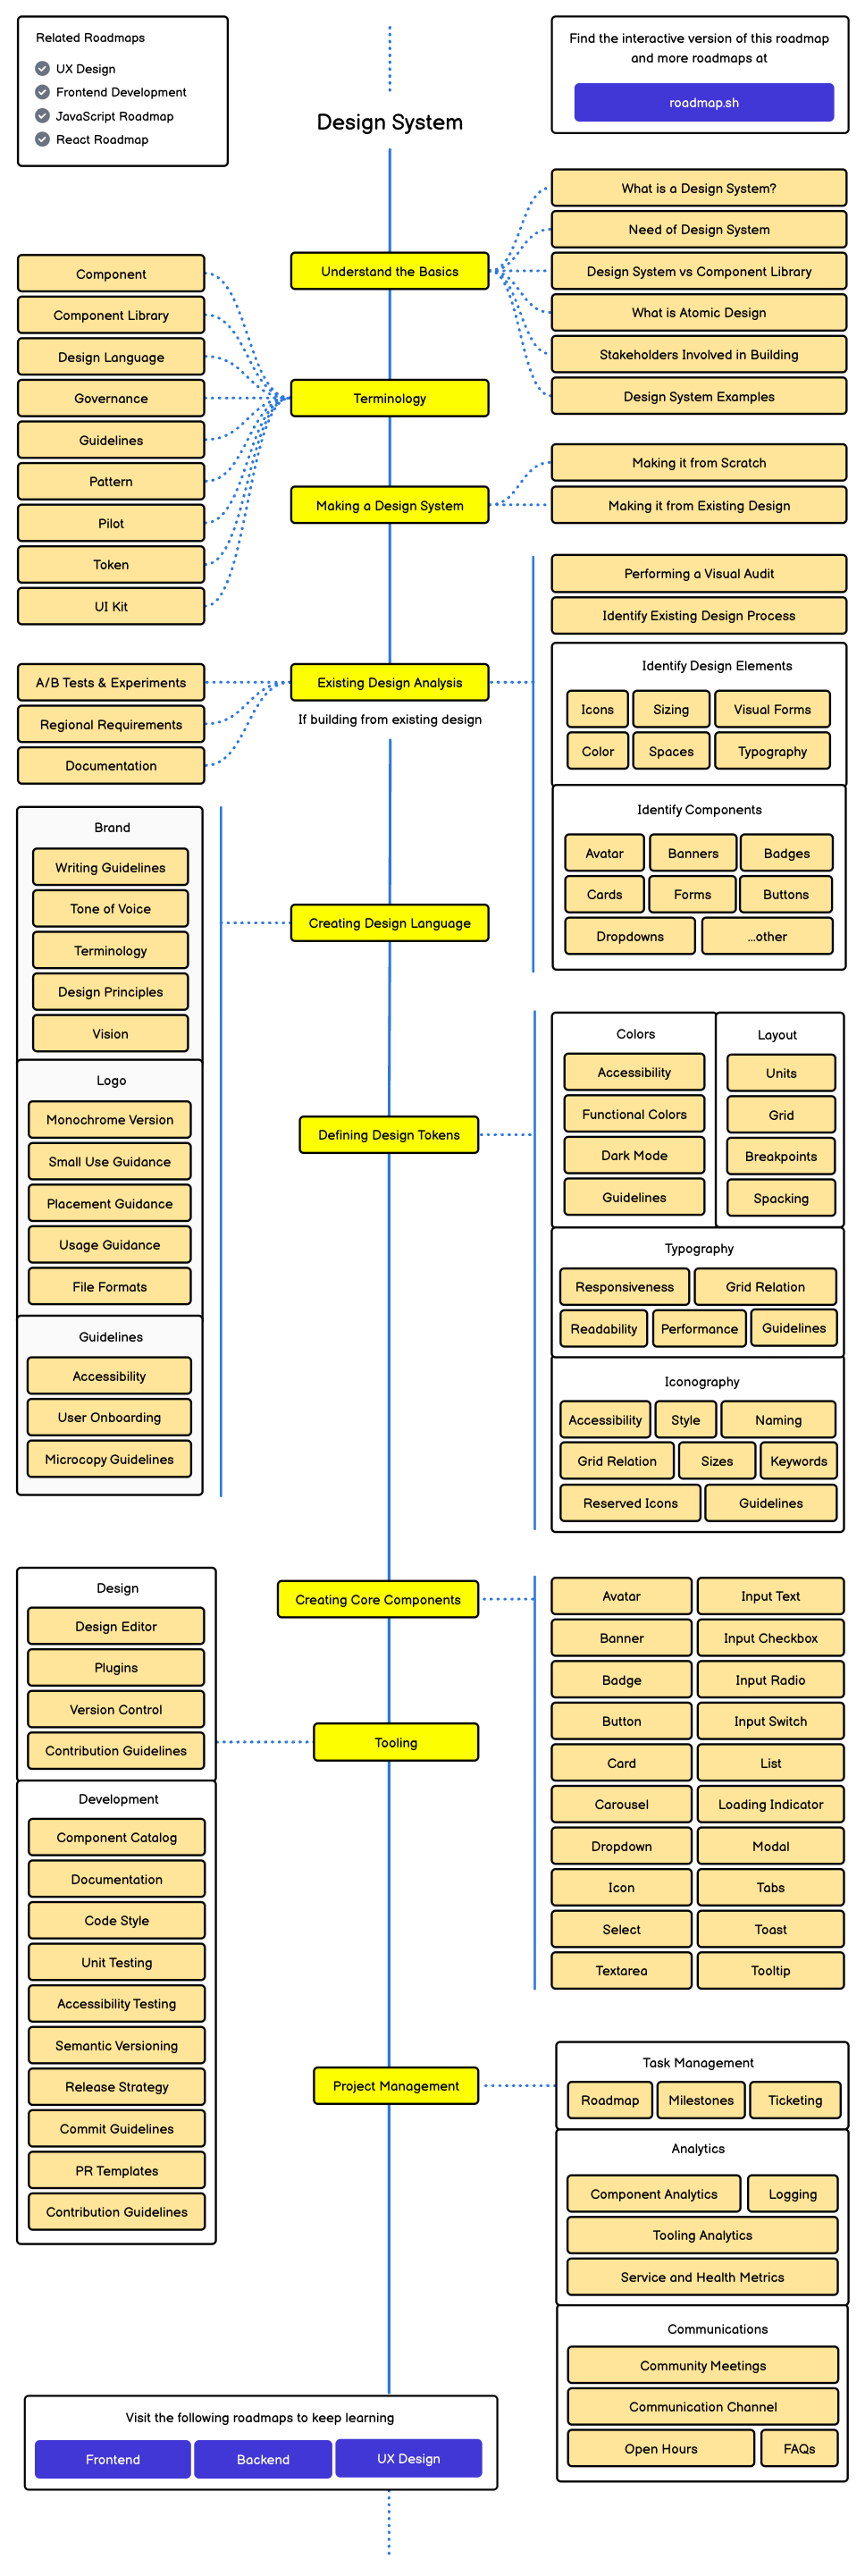 Related Roadmaps
UX Design
Frontend Development
JavaScript Roadmap
React Roadmap
Find the interactive version of this roadmap
and more roadmaps at
roadmap.sh
Design System
Understand the Basics
What is a Design System?
Need of Design System
Design System vs Component Library
What is Atomic Design
Stakeholders Involved in Building
Design System Examples
Terminology
Component
Component Library
Design Language
Governance
Guidelines
Pattern
Pilot
Token
UI Kit
Making a Design System
Making it from Scratch
Making it from Existing Design
Existing Design Analysis
If building from existing design
A/B Tests & Experiments
Regional Requirements
Documentation
Performing a Visual Audit
Identify Existing Design Process
Identify Design Elements
Icons
Sizing
Visual Forms
Color
Spaces
Typography
Identify Components
Avatar
Banners
Badges
Cards
Forms
Buttons
Dropdowns
...other
Creating Design Language
Brand
Writing Guidelines
Tone of Voice
Terminology
Design Principles
Vision
Logo
Monochrome Version
Small Use Guidance
Placement Guidance
Usage Guidance
File Formats
Guidelines
Accessibility
User Onboarding
Microcopy Guidelines
Defining Design Tokens
Colors
Accessibility
Functional Colors
Dark Mode
Guidelines
Layout
Units
Grid
Breakpoints
Spacking
Typography
Responsiveness
Grid Relation
Readability
Performance
Guidelines
Iconography
Accessibility
Style
Naming
Grid Relation
Sizes
Keywords
Reserved Icons
Guidelines
Creating Core Components
Avatar
Input Text
Banner
Input Checkbox
Badge
Input Radio
Button
Input Switch
Card
List
Carousel
Loading Indicator
Dropdown
Modal
Icon
Tabs
Select
Toast
Textarea
Tooltip
Tooling
Design
Design Editor
Plugins
Version Control
Contribution Guidelines
Development
Component Catalog
Documentation
Code Style
Unit Testing
Accessibility Testing
Semantic Versioning
Release Strategy
Commit Guidelines
PR Templates
Contribution Guidelines
Project Management
Task Management
Roadmap
Milestones
Ticketing
Analytics
Component Analytics
Logging
Tooling Analytics
Service and Health Metrics
Communications
Community Meetings
Communication Channel
Open Hours
FAQs
Visit the following roadmaps to keep learning
Frontend
Backend
UX Design